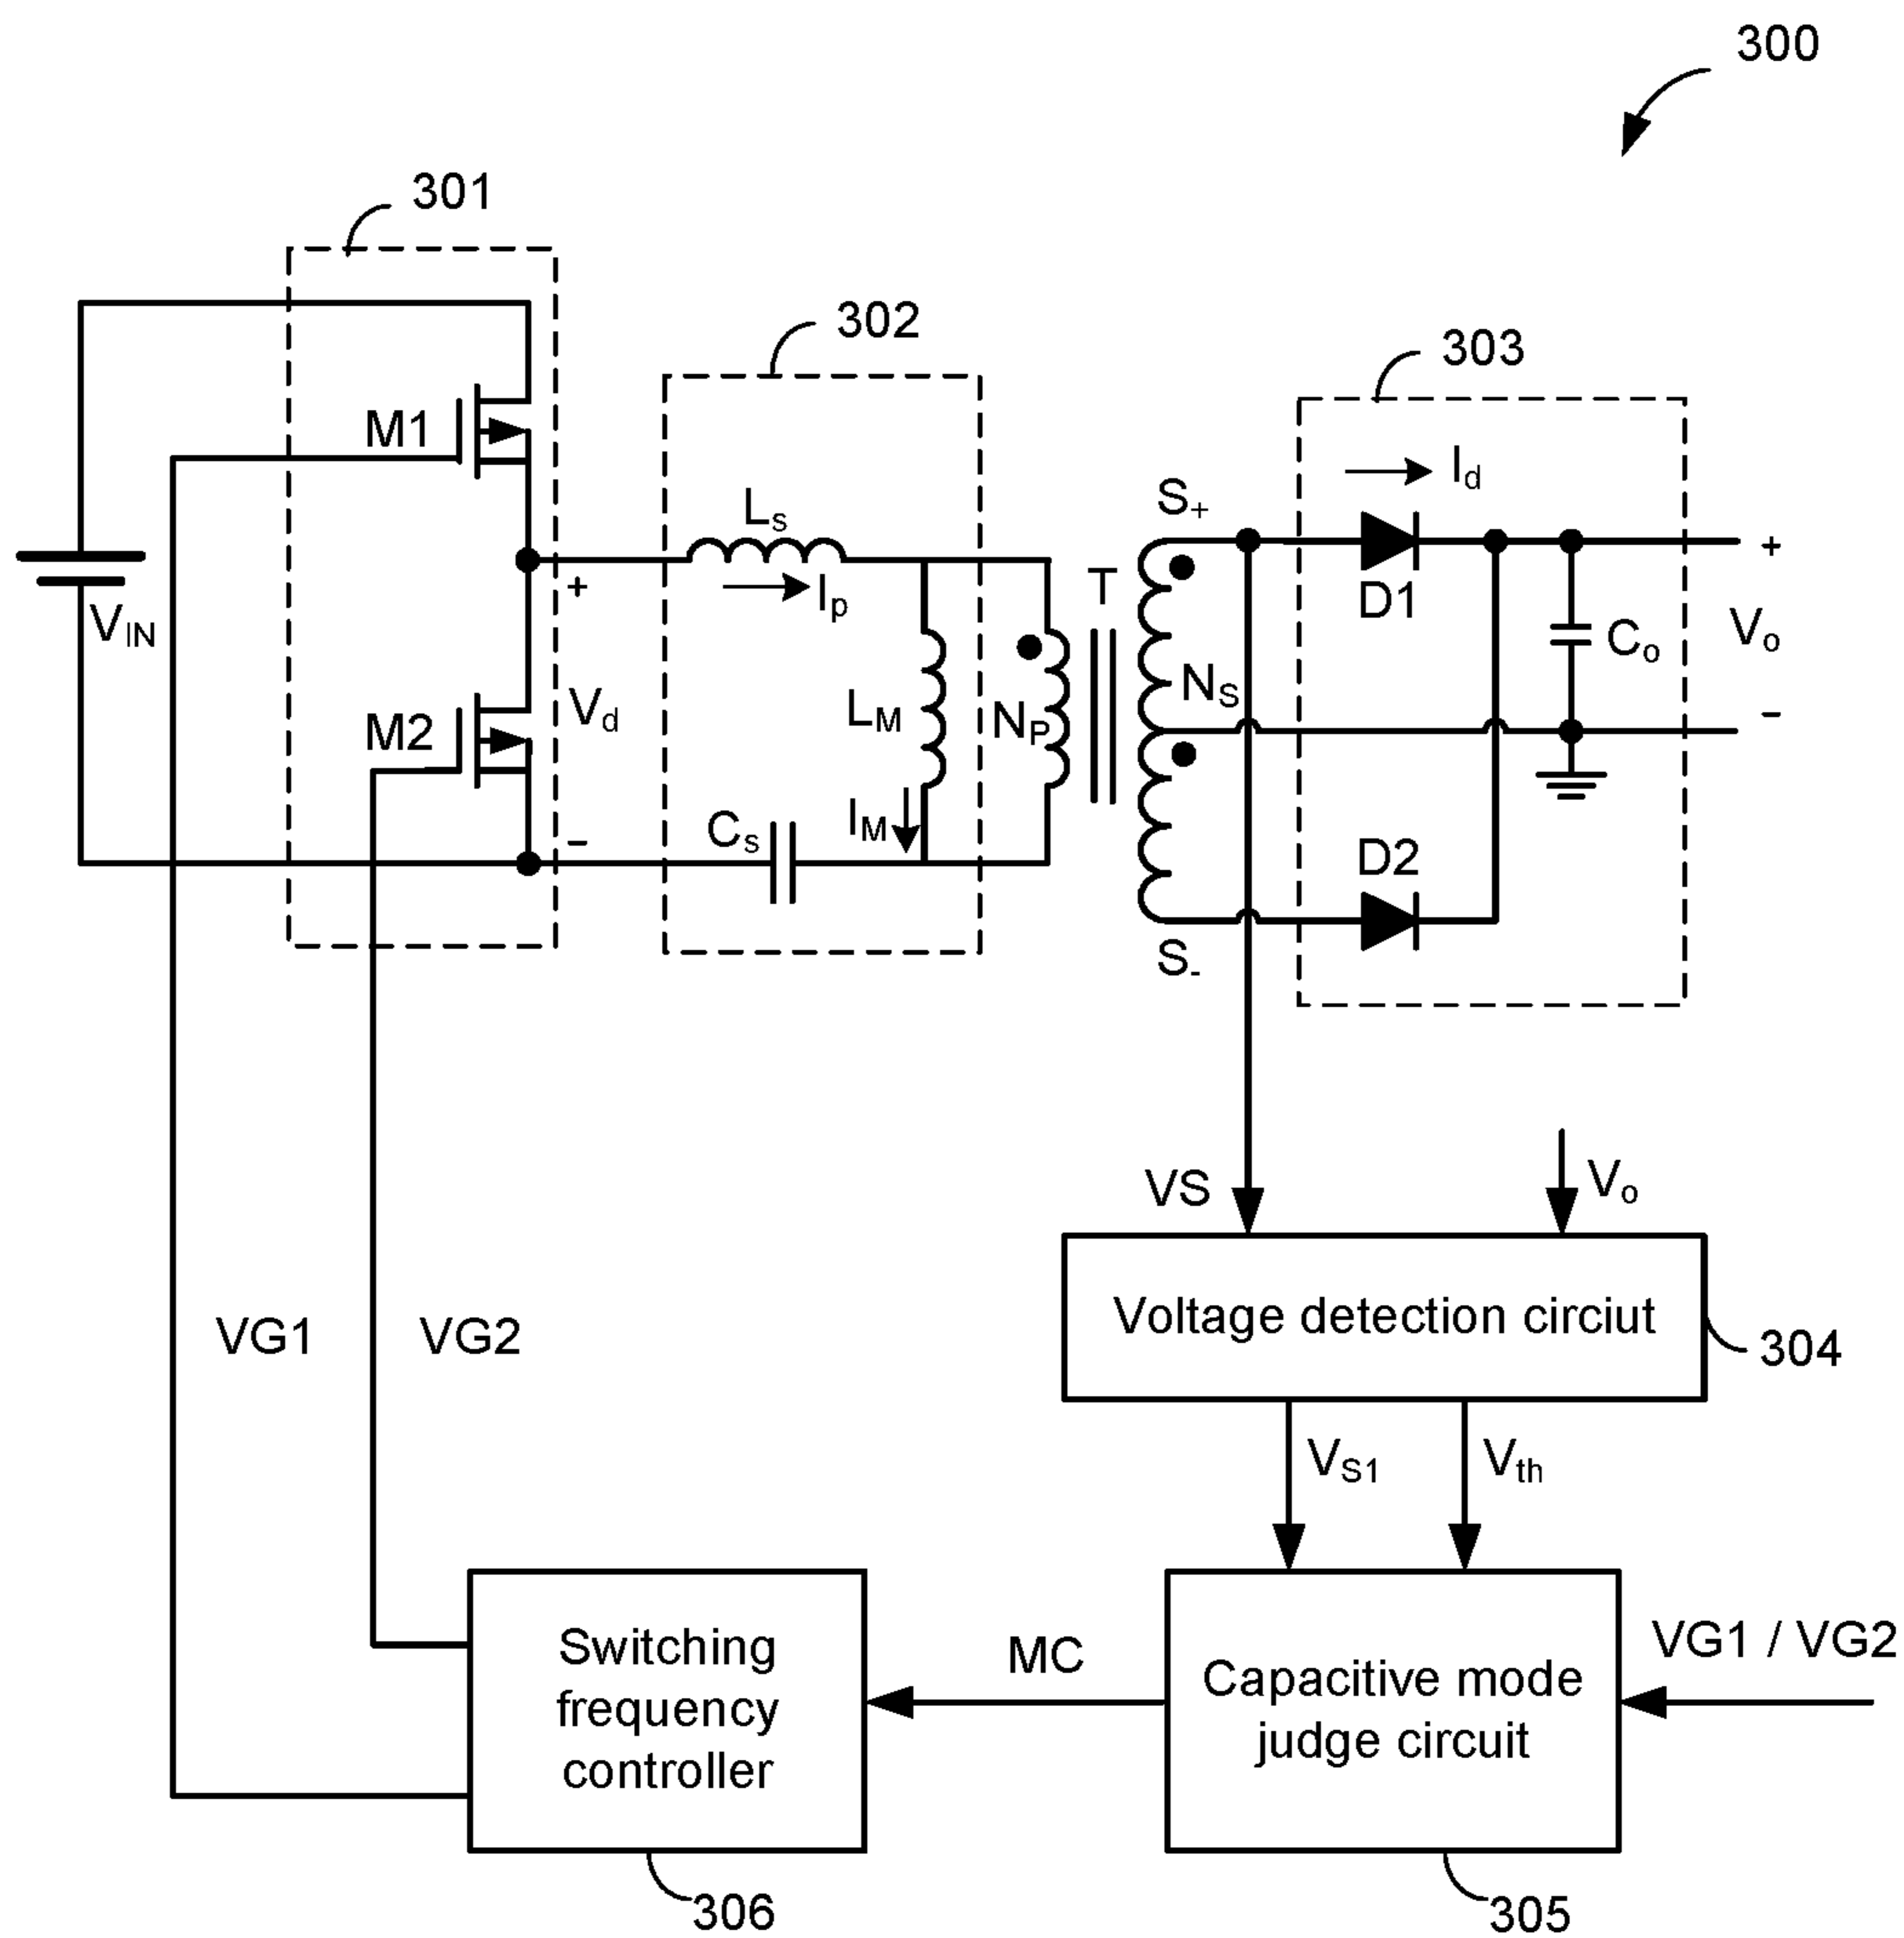 300
301
302
303
M1
L_s
S_+
I_d
+
D1
T
+
I_p
V_IN
C_o
V_o
N_S
L_M
N_P
V_d
M2
-
I_M
C_s
-
D2
S_-
VS
V_o
Voltage detection circiut
304
VG1
VG2
V_S1
V_th
Switching
frequency
controller
MC
Capacitive mode
judge circuit
VG1 / VG2
306
305